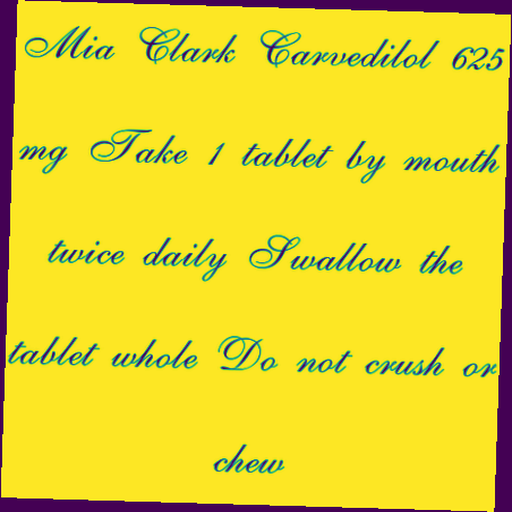 Mia Clark Carvedilol 625
mg Take 1 tablet by mouth
twice daily Swallow the
tablet whole Do not crush or
chew